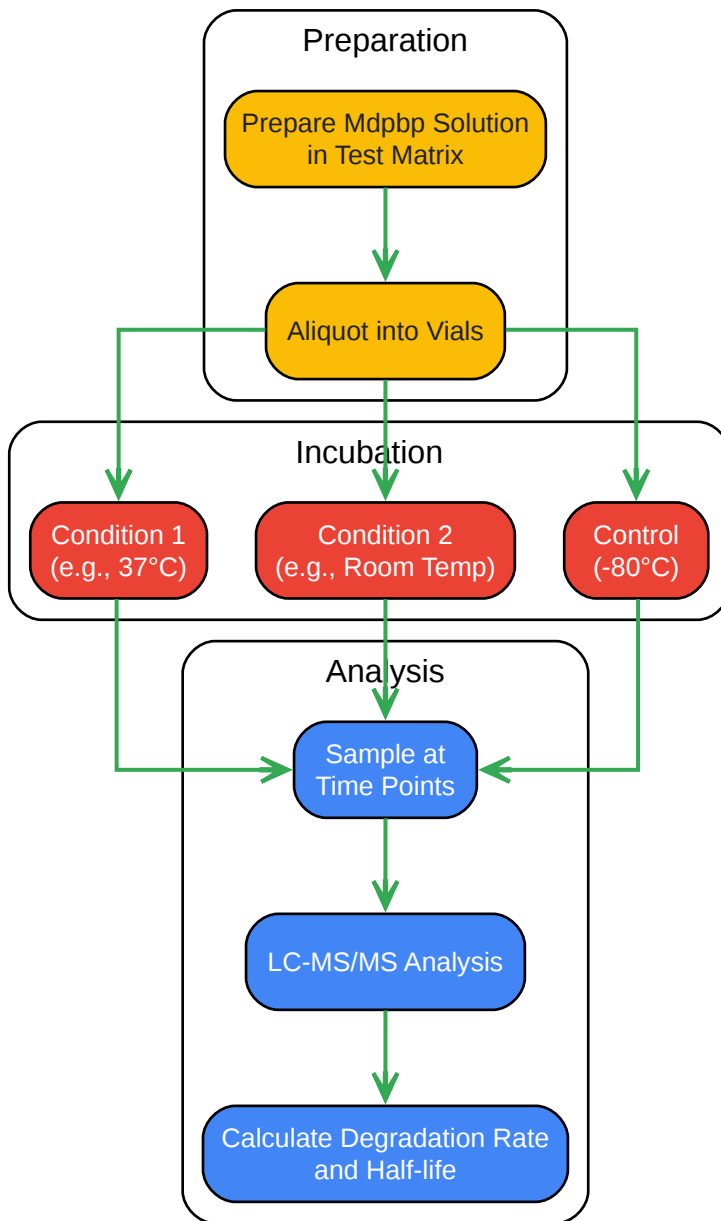 Preparation
Prepare Mdpbp Solution
in Test Matrix
Aliquot into Vials
Incubation
Condition 1
(e.g., 37°C)
Condition 2
(e.g., Room Temp)
Control
(-80°C)
Analysis
Sample at
Time Points
LC-MS/MS Analysis
Calculate Degradation Rate
and Half-life